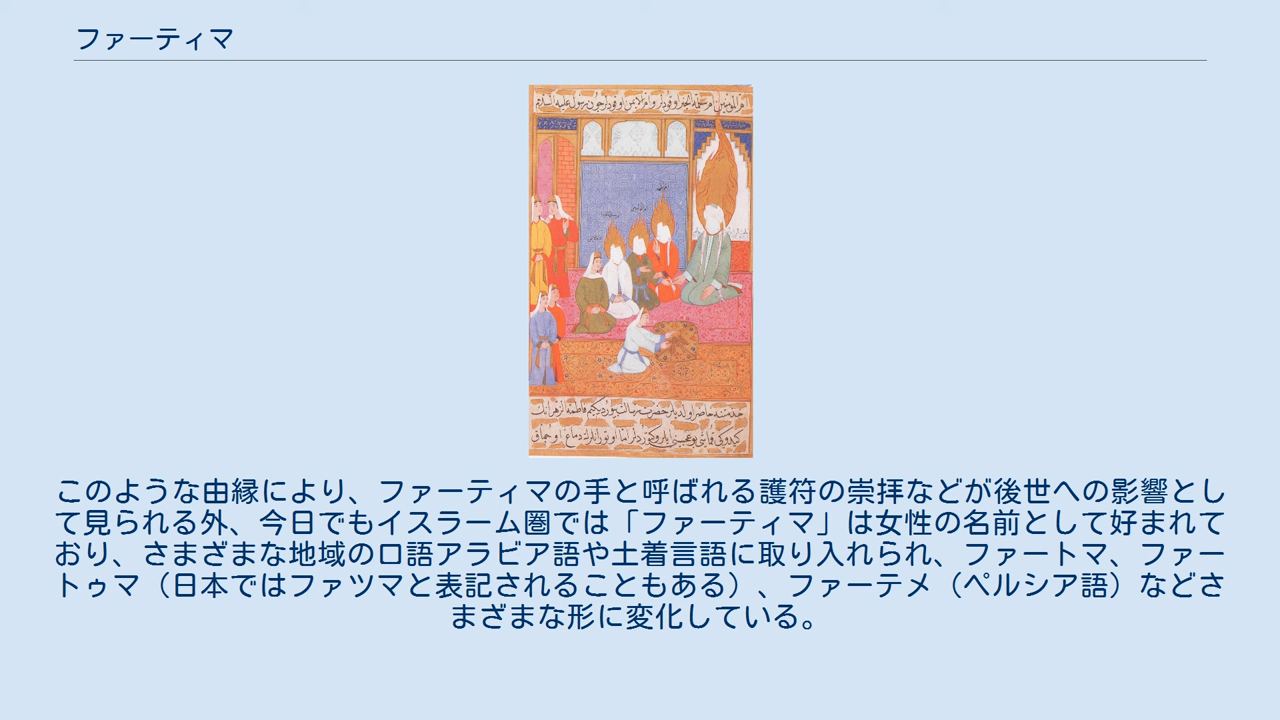 ファーティマ
このような由縁により、ファーティマの手と呼ばれる護符の崇拝などが後世への影響とし
て見られる外、今日でもイスラーム圏では「ファーティマ」は女性の名前として好まれて
おり、さまざまな地域の口語アラビア語や土着言語に取り入れられ、ファートマ、ファー
トゥマ（日本ではファツマと表記されることもある）、ファーテメ（ペルシア語）などさ
まざまな形に変化している。